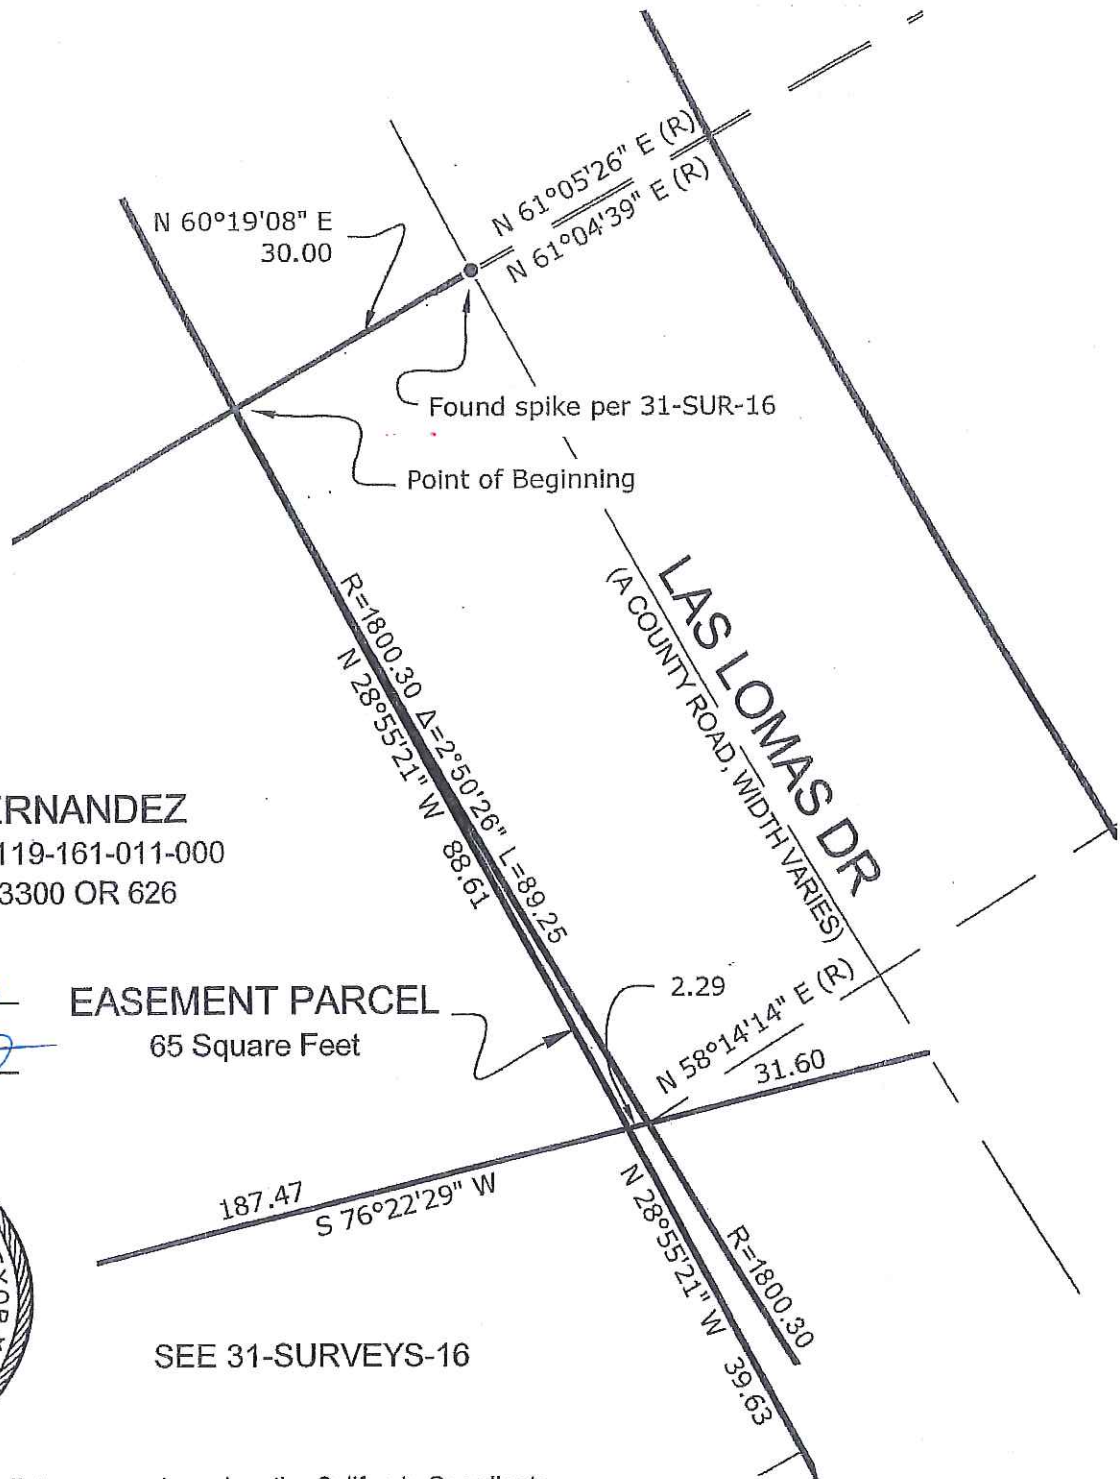 N 61°05'26" E (R)
N 61°04'39" E (R)
N 60°19'08" E
30.00
Found spike per 31-SUR-16
Point of Beginning
LAS LOMAS DR
(A COUNTY ROAD, WIDTH VARIES)
R=1800.30 Δ=2°50'26" L=89.25
N 28°55'21" W 88.61
ERNANDEZ
119-161-011-000
3300 OR 626
EASEMENT PARCEL
65 Square Feet
2.29
N 58°14'14" E (R)
31.60
187.47
S 76°22'29" W
N 28°55'21" W 39.63
R=1800.30
SEE 31-SURVEYS-16